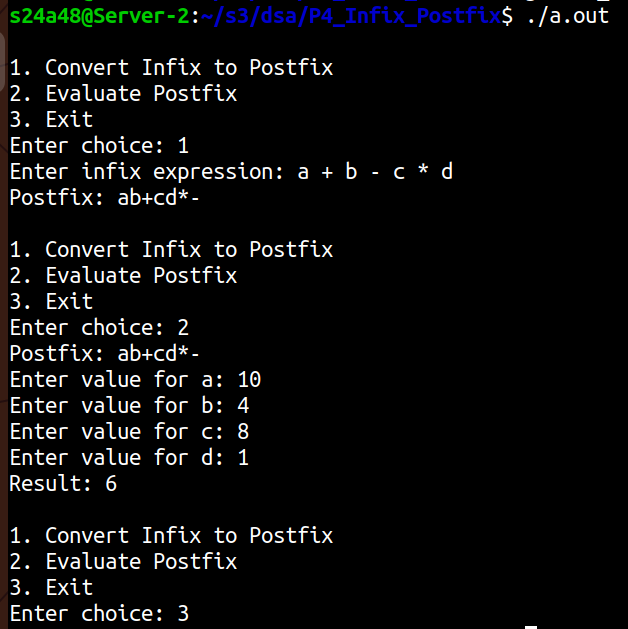 s24a48@Server-2:~/s3/dsa/P4_Infix_Postfix$ ./a.out
1. Convert Infix to Postfix
2. Evaluate Postfix
3. Exit
Enter choice: 1
Enter infix expression: a + b - c * d
Postfix: ab+cd*-
1. Convert Infix to Postfix
2. Evaluate Postfix
3. Exit
Enter choice: 2
Postfix: ab+cd*-
Enter value for a: 10
Enter value for b: 4
Enter value for c: 8
Enter value for d: 1
Result: 6
1. Convert Infix to Postfix
2. Evaluate Postfix
3. Exit
Enter choice: 3